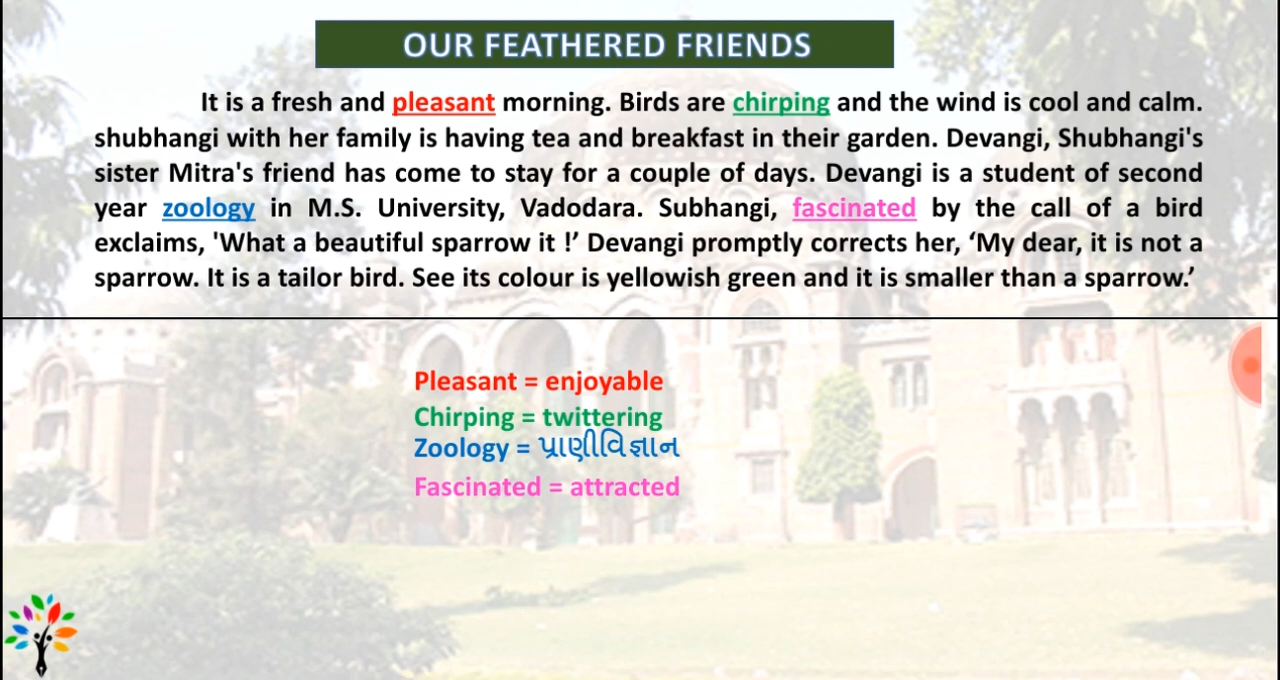 OUR FEATHERED FRIENDS
It is a fresh and pleasant morning. Birds are chirping and the wind is cool and calm.
shubhangi with her family is having tea and breakfast in their garden. Devangi, Shubhangi's
sister Mitra's friend has come to stay for a couple of days. Devangi is a student of second
year zoology in M.S. University, Vadodara. Subhangi, fascinated by the call of a bird
exclaims, 'What a beautiful sparrow it !’ Devangi promptly corrects her, ‘My dear, it is not a
sparrow. It is a tailor bird. See its colour is yellowish green and it is smaller than a sparrow.’
Pleasant = enjoyable
Chirping = twittering
Zoology = પ્રાણીવિજ્ઞાન
Fascinated = attracted